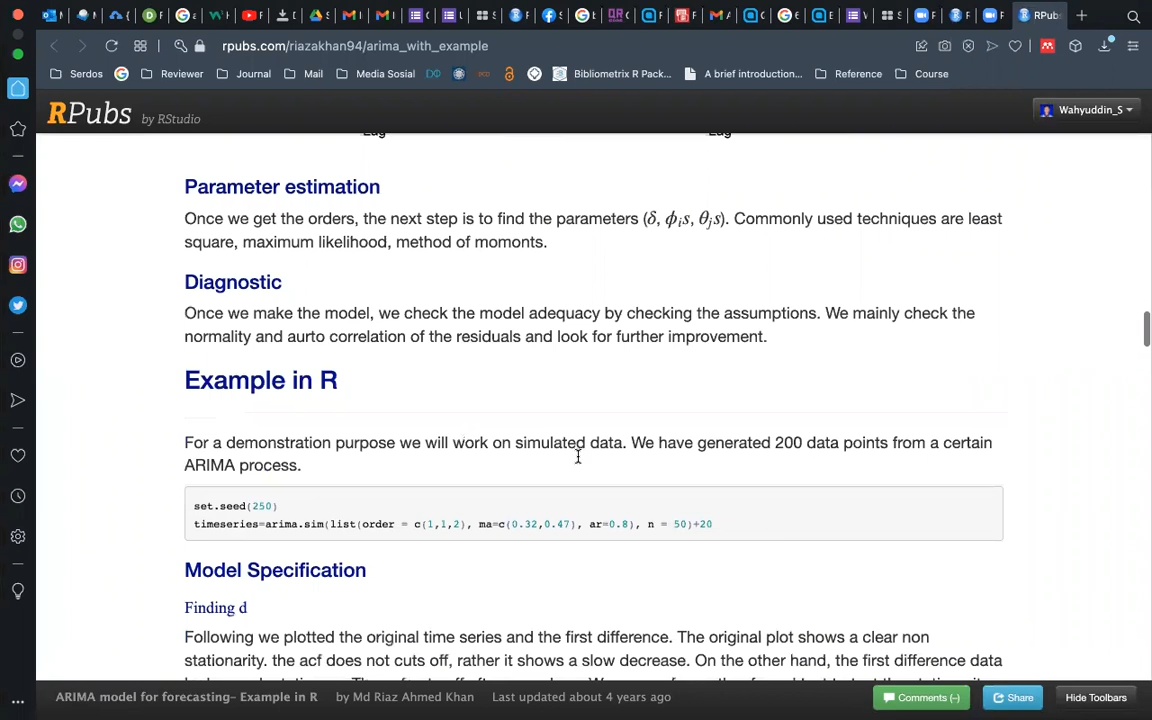 rpubs.com/riazakhan94/arima_with_example
Serdos Reviewer Journal Mail Media Sosial Bibliometrix R Pack... A brief introduction... Reference Course
RPubs by RStudio Wahyuddin_S
Lag Lag
Parameter estimation
Once we get the orders, the next step is to find the parameters (δ, ϕis, θjs). Commonly used techniques are least
square, maximum likelihood, method of momonts.
Diagnostic
Once we make the model, we check the model adequacy by checking the assumptions. We mainly check the
normality and aurto correlation of the residuals and look for further improvement.
Example in R
For a demonstration purpose we will work on simulated data. We have generated 200 data points from a certain
ARIMA process.
set.seed(250)
timeseries=arima.sim(list(order = c(1,1,2), ma=c(0.32,0.47), ar=0.8), n = 50)+20
Model Specification
Finding d
Following we plotted the original time series and the first difference. The original plot shows a clear non
stationarity. the acf does not cuts off, rather it shows a slow decrease. On the other hand, the first difference data
ARIMA model for forecasting– Example in R by Md Riaz Ahmed Khan Last updated about 4 years ago Comments (–) Share Hide Toolbars